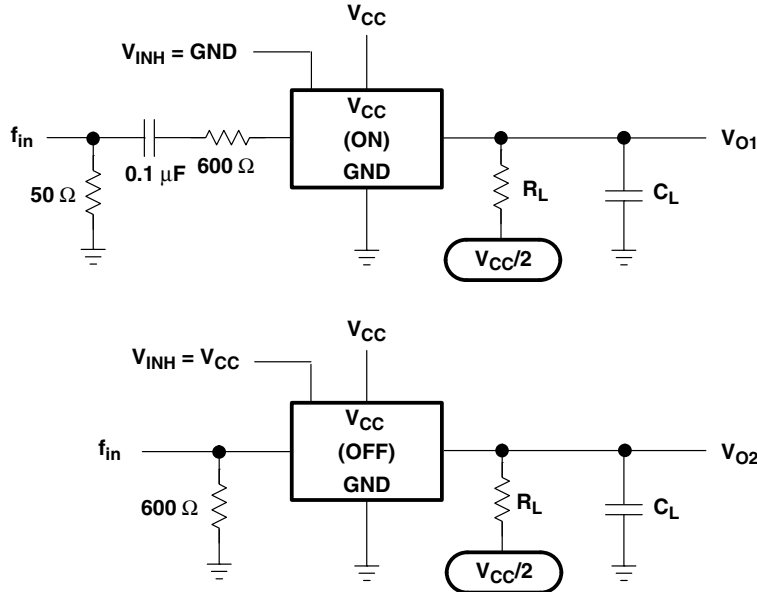 V_CC
V_INH = GND
V_CC
f_in
(ON)
V_O1
0.1 μF
600 Ω
GND
50 Ω
R_L
C_L
V_CC/2
V_CC
V_INH = V_CC
V_CC
f_in
(OFF)
V_O2
GND
600 Ω
R_L
C_L
V_CC/2